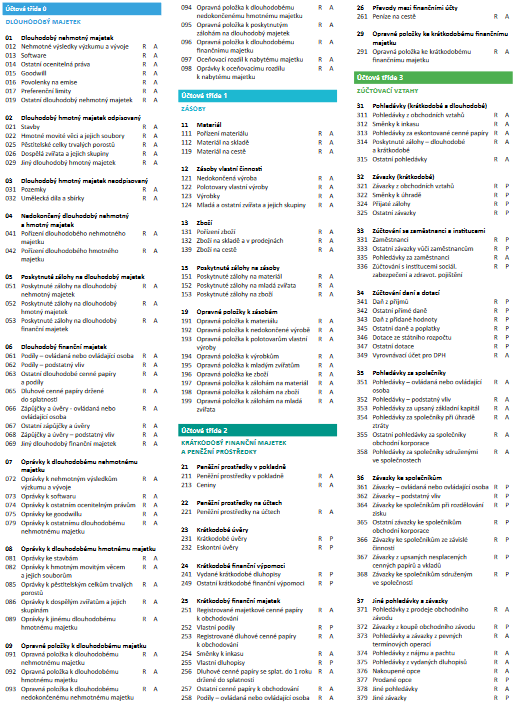 Účtová třída 0
DLOUHODOBÝ MAJETEK
01 Dlouhodobý nehmotný majetek
012 Nehmotné výsledky výzkumu a vývoje R A
013 Software R A
014 Ostatní ocenitelná práva R A
015 Goodwill R A
016 Povolenky na emise R A
017 Preferenční limity R A
019 Ostatní dlouhodobý nehmotný majetek R A
02 Dlouhodobý hmotný majetek odpisovaný
021 Stavby R A
022 Hmotné movité věci a jejich soubory R A
025 Pěstitelské celky trvalých porostů R A
026 Dospělá zvířata a jejich skupiny R A
029 Jiný dlouhodobý hmotný majetek R A
03 Dlouhodobý hmotný majetek neodpisovaný
031 Pozemky R A
032 Umělecká díla a sbírky R A
04 Nedokončený dlouhodobý nehmotný
a hmotný majetek
041 Pořízení dlouhodobého nehmotného R A
majetku
042 Pořízení dlouhodobého hmotného R A
majetku
05 Poskytnuté zálohy na dlouhodobý majetek
051 Poskytnuté zálohy na dlouhodobý R A
nehmotný majetek
052 Poskytnuté zálohy na dlouhodobý R A
hmotný majetek
053 Poskytnuté zálohy na dlouhodobý R A
finanční majetek
06 Dlouhodobý finanční majetek
061 Podíly – ovládaná nebo ovládající osoba R A
062 Podíly – podstatný vliv R A
063 Ostatní dlouhodobé cenné papíry R A
a podíly
065 Dluhové cenné papíry držené R A
do splatnosti
066 Zápůjčky a úvěry - ovládaná nebo R A
ovládající osoba
067 Ostatní zápůjčky a úvěry R A
068 Zápůjčky a úvěry – podstatný vliv R A
069 Jiný dlouhodobý finanční majetek R A
07 Oprávky k dlouhodobému nehmotnému
majetku
072 Oprávky k nehmotným výsledkům R A
výzkumu a vývoje
073 Oprávky k softwaru R A
074 Oprávky k ostatním ocenitelným právům R A
075 Oprávky ke goodwillu R A
079 Oprávky k ostatnímu dlouhodobému R A
nehmotnému majetku
08 Oprávky k dlouhodobému hmotnému majetku
081 Oprávky ke stavbám R A
082 Oprávky k hmotným movitým věcem R A
a jejich souborům
085 Oprávky k pěstitelským celkům trvalých R A
porostů
086 Oprávky k dospělým zvířatům a jejich R A
skupinám
089 Oprávky k jinému dlouhodobému R A
hmotnému majetku
09 Opravné položky k dlouhodobému majetku
091 Opravná položka k dlouhodobému R A
nehmotnému majetku
092 Opravná položka k dlouhodobému R A
hmotnému majetku
093 Opravná položka k dlouhodobému R A
nedokončenému nehmotnému majetku
094 Opravná položka k dlouhodobému R A
nedokončenému hmotnému majetku
095 Opravná položka k poskytnutým R A
zálohám na dlouhodobý majetek
096 Opravná položka k dlouhodobému R A
finančnímu majetku
097 Oceňovací rozdíl k nabytému majetku R A
098 Oprávky k oceňovacímu rozdílu R A
k nabytému majetku
Účtová třída 1
ZÁSOBY
11 Materiál
111 Pořízení materiálu R A
112 Materiál na skladě R A
119 Materiál na cestě R A
12 Zásoby vlastní činnosti
121 Nedokončená výroba R A
122 Polotovary vlastní výroby R A
123 Výrobky R A
124 Mladá a ostatní zvířata a jejich skupiny R A
13 Zboží
131 Pořízení zboží R A
132 Zboží na skladě a v prodejnách R A
139 Zboží na cestě R A
15 Poskytnuté zálohy na zásoby
151 Poskytnuté zálohy na materiál R A
152 Poskytnuté zálohy na mladá zvířata R A
153 Poskytnuté zálohy na zboží R A
19 Opravné položky k zásobám
191 Opravná položka k materiálu R A
192 Opravná položka k nedokončené výrobě R A
193 Opravná položka k polotovarům vlastní R A
výroby
194 Opravná položka k výrobkům R A
195 Opravná položka k mladým zvířatům R A
196 Opravná položka ke zboží R A
197 Opravná položka k zálohám na materiál R A
198 Opravná položka k zálohám na zboží R A
199 Opravná položka k zálohám na mladá R A
zvířata
Účtová třída 2
KRÁTKODOBÝ FINANČNÍ MAJETEK
A PENĚŽNÍ PROSTŘEDKY
21 Peněžní prostředky v pokladně
211 Peněžní prostředky v pokladně R A
213 Ceniny R A
22 Peněžní prostředky na účtech
221 Peněžní prostředky na účtech R A
23 Krátkodobé úvěry
231 Krátkodobé úvěry R P
232 Eskontní úvěry R P
24 Krátkodobé finanční výpomoci
241 Vydané krátkodobé dluhopisy R P
249 Ostatní krátkodobé finanční výpomoci R P
25 Krátkodobý finanční majetek
251 Registrované majetkové cenné papíry R A
k obchodování
252 Vlastní podíly R P
253 Registrované dluhové cenné papíry R A
k obchodování
254 Směnky k inkasu R A
255 Vlastní dluhopisy R P
256 Dluhové cenné papíry se splat. do 1 roku R A
držené do splatnosti
257 Ostatní cenné papíry k obchodování R A
258 Podíly – ovládaná nebo ovládající osoba R A
26 Převody mezi finančními účty
261 Peníze na cestě R A
29 Opravné položky ke krátkodobému finančnímu
majetku
291 Opravná položka ke krátkodobému R A
finančnímu majetku
Účtová třída 3
ZÚČTOVACÍ VZTAHY
31 Pohledávky (krátkodobé a dlouhodobé)
311 Pohledávky z obchodních vztahů R A
312 Směnky k inkasu R A
313 Pohledávky za eskontované cenné papíry R A
314 Poskytnuté zálohy – dlouhodobé R A
a krátkodobé
315 Ostatní pohledávky R A
32 Závazky (krátkodobé)
321 Závazky z obchodních vztahů R P
322 Směnky k úhradě R P
324 Přijaté zálohy R P
325 Ostatní závazky R P
33 Zúčtování se zaměstnanci a institucemi
331 Zaměstnanci R P
333 Ostatní závazky vůči zaměstnancům R P
335 Pohledávky za zaměstnanci R A
336 Zúčtování s institucemi sociál. R P
zabezpečení a zdravot. pojištění
34 Zúčtování daní a dotací
341 Daň z příjmů R P
342 Ostatní přímé daně R P
343 Daň z přidané hodnoty R P
345 Ostatní daně a poplatky R P
346 Dotace ze státního rozpočtu R P
347 Ostatní dotace R P
349 Vyrovnávací účet pro DPH R A
35 Pohledávky za společníky
351 Pohledávky – ovládaná nebo ovládající R A
osoba
352 Pohledávky – podstatný vliv R A
353 Pohledávky za upsaný základní kapitál R A
354 Pohledávky za společníky při úhradě R A
ztráty
355 Ostatní pohledávky za společníky R A
obchodní korporace
358 Pohledávky za společníky sdruženými R A
ve společnostech
36 Závazky ke společníkům
361 Závazky – ovládaná nebo ovládající osoba R P
362 Závazky – podstatný vliv R P
364 Závazky ke společníkům při rozdělování R P
zisku
365 Ostatní závazky ke společníkům R P
obchodní korporace
366 Závazky ke společníkům ze závislé R P
činnosti
367 Závazky z upsaných nesplacených R P
cenných papírů a vkladů
368 Závazky ke společníkům sdruženým R P
ve společnosti
37 Jiné pohledávky a závazky
371 Pohledávky z prodeje obchodního R A
závodu
372 Závazky z koupě obchodního závodu R P
373 Pohledávky a závazky z pevných R A
termínových operací
374 Pohledávky z nájmu a pachtu R A
375 Pohledávky z vydaných dluhopisů R A
376 Nakoupené opce R A
377 Prodané opce R P
378 Jiné pohledávky R A
379 Jiné závazky R P